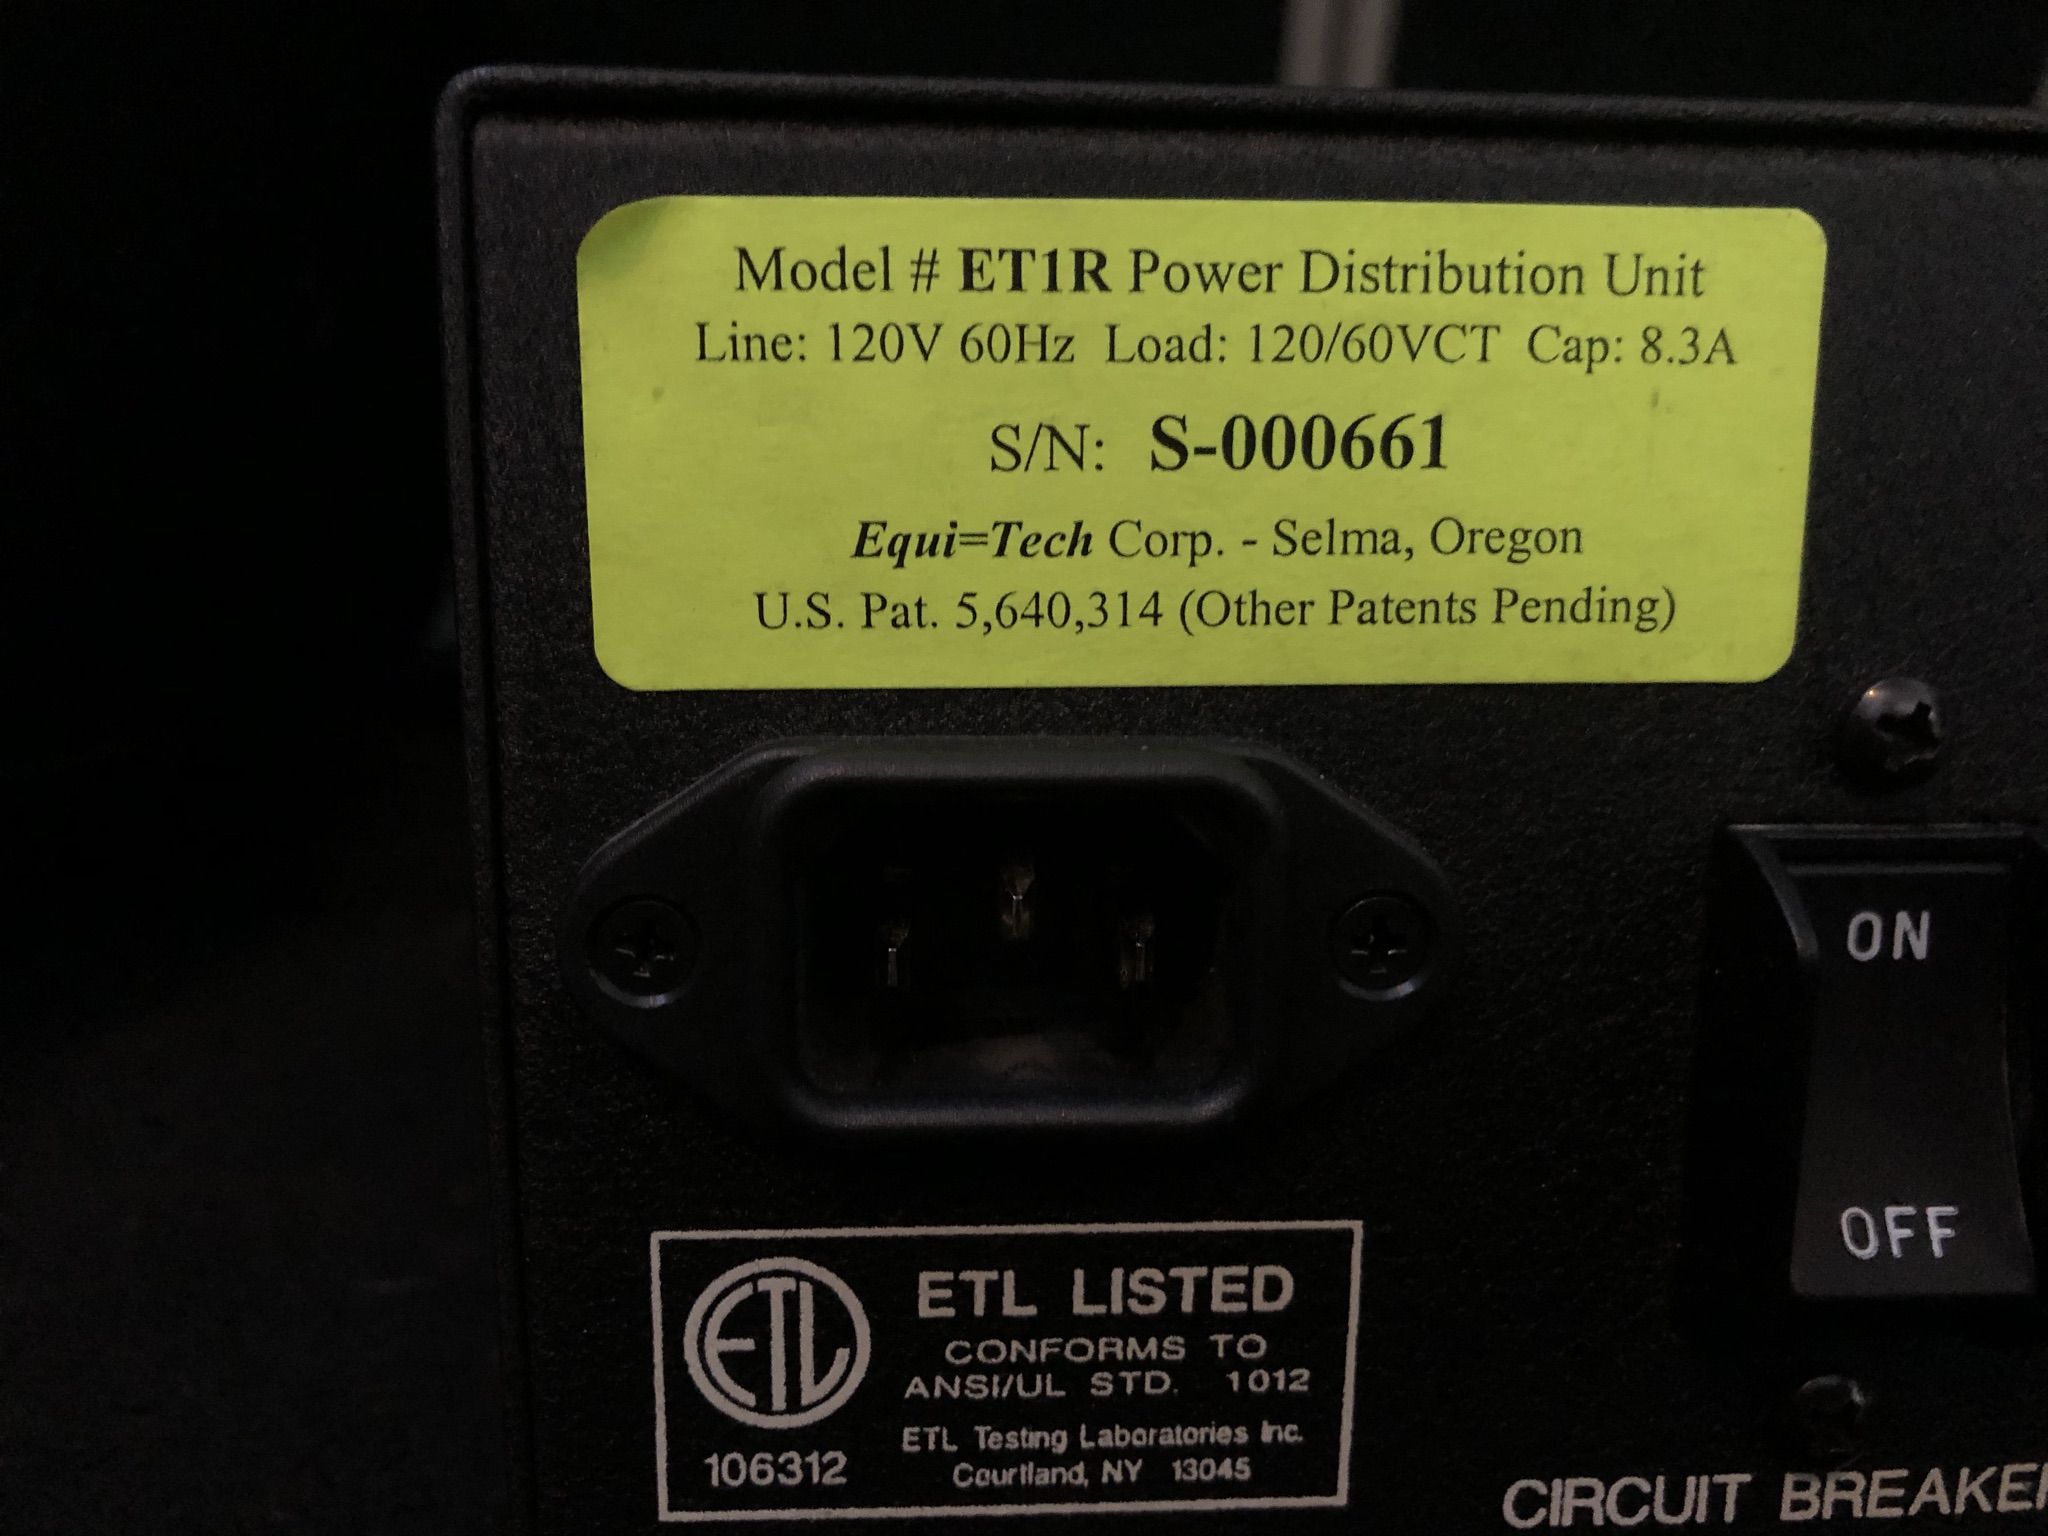 Model # ET1R Power Distribution Unit
Line: 120V 60Hz Load: 120/60VCT Cap: 8.3A
S/N: S-000661
Equi=Tech Corp. - Selma, Oregon
U.S. Pat. 5,640,314 (Other Patents Pending)
ON
OFF
ETL
106312
ETL LISTED
CONFORMS TO
ANSI/UL STD. 1012
ETL Testing Laboratories Inc.
Courtland, NY 13045
CIRCUIT BREAKER